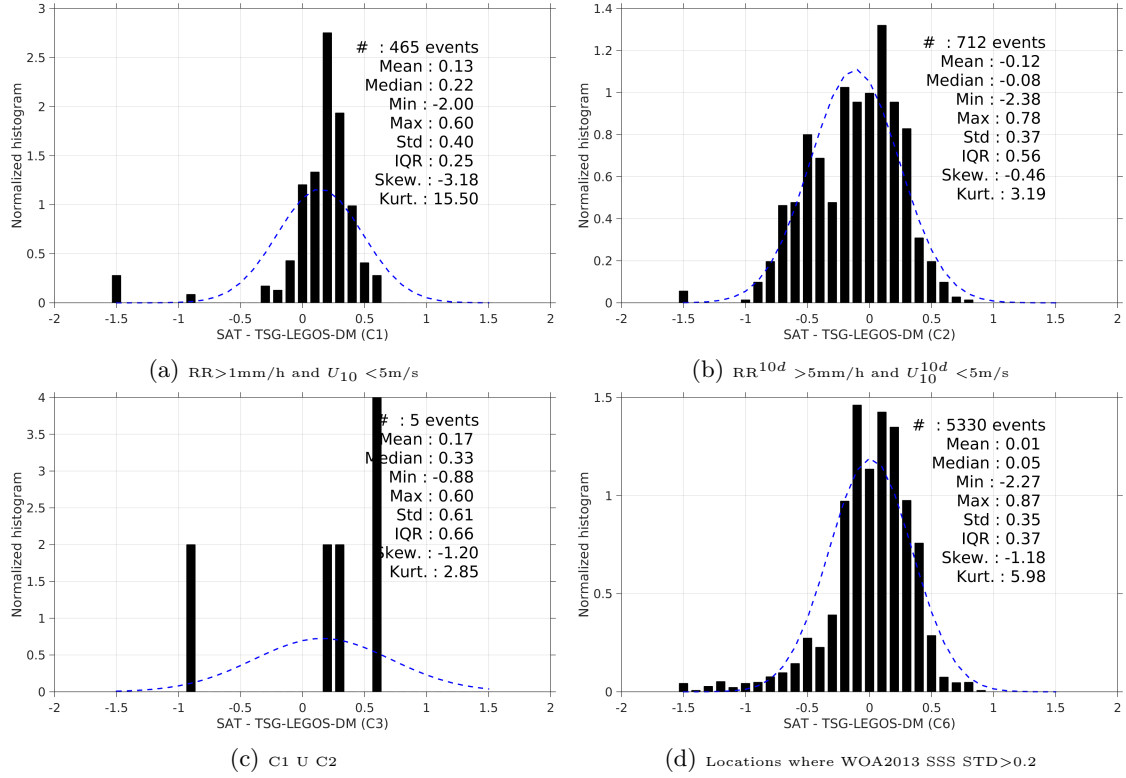 3
2.5
2
1.5
1
0.5
0
Normalized histogram
# : 465 events
Mean : 0.13
Median : 0.22
Min : -2.00
Max : 0.60
Std : 0.40
IQR : 0.25
Skew. : -3.18
Kurt. : 15.50
-2 -1.5 -1 -0.5 0 0.5 1 1.5 2
SAT - TSG-LEGOS-DM (C1)
(a) RR>1mm/h and U10 <5m/s
1.4
1.2
1
0.8
0.6
0.4
0.2
0
Normalized histogram
# : 712 events
Mean : -0.12
Median : -0.08
Min : -2.38
Max : 0.78
Std : 0.37
IQR : 0.56
Skew. : -0.46
Kurt. : 3.19
-2 -1.5 -1 -0.5 0 0.5 1 1.5 2
SAT - TSG-LEGOS-DM (C2)
(b) RR^10d >5mm/h and U_10^10d <5m/s
4
3.5
3
2.5
2
1.5
1
0.5
0
Normalized histogram
# : 5 events
Mean : 0.17
Median : 0.33
Min : -0.88
Max : 0.60
Std : 0.61
IQR : 0.66
Skew. : -1.20
Kurt. : 2.85
-2 -1.5 -1 -0.5 0 0.5 1 1.5 2
SAT - TSG-LEGOS-DM (C3)
(c) C1 U C2
1.5
1
0.5
0
Normalized histogram
# : 5330 events
Mean : 0.01
Median : 0.05
Min : -2.27
Max : 0.87
Std : 0.35
IQR : 0.37
Skew. : -1.18
Kurt. : 5.98
-2 -1.5 -1 -0.5 0 0.5 1 1.5 2
SAT - TSG-LEGOS-DM (C6)
(d) Locations where WOA2013 SSS STD>0.2